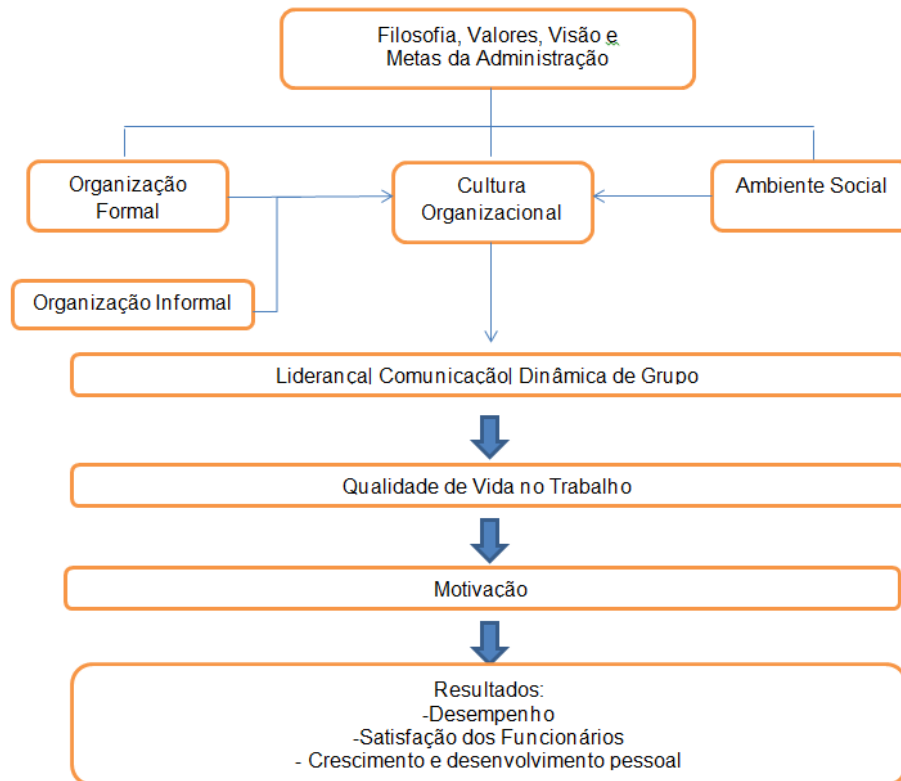 Filosofia, Valores, Visão e
Metas da Administração
Organização
Formal
Cultura
Organizacional
Ambiente Social
Organização Informal
Liderança| Comunicação| Dinâmica de Grupo
Qualidade de Vida no Trabalho
Motivação
Resultados:
-Desempenho
-Satisfação dos Funcionários
- Crescimento e desenvolvimento pessoal